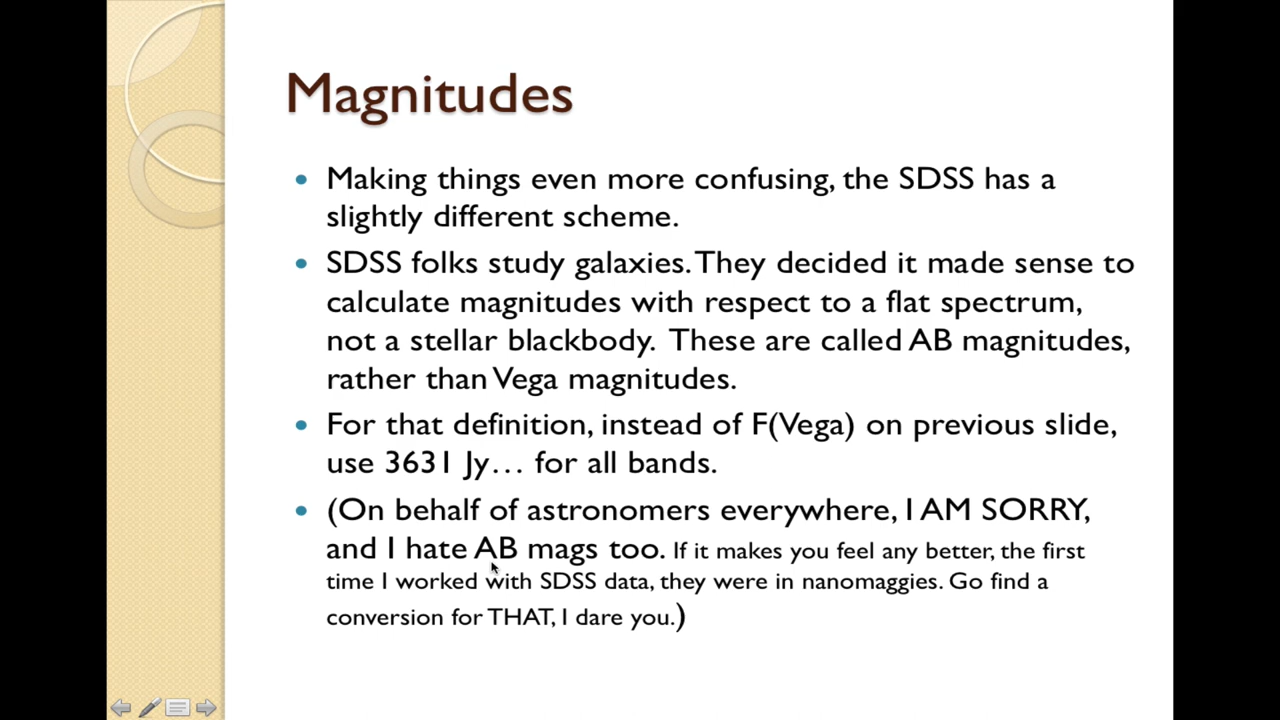 Magnitudes
Making things even more confusing, the SDSS has a
slightly different scheme.
SDSS folks study galaxies. They decided it made sense to
calculate magnitudes with respect to a flat spectrum,
not a stellar blackbody.  These are called AB magnitudes,
rather than Vega magnitudes.
For that definition, instead of F(Vega) on previous slide,
use 3631 Jy… for all bands.
(On behalf of astronomers everywhere, I AM SORRY,
and I hate AB mags too. If it makes you feel any better, the first
time I worked with SDSS data, they were in nanomaggies. Go find a
conversion for THAT, I dare you.)